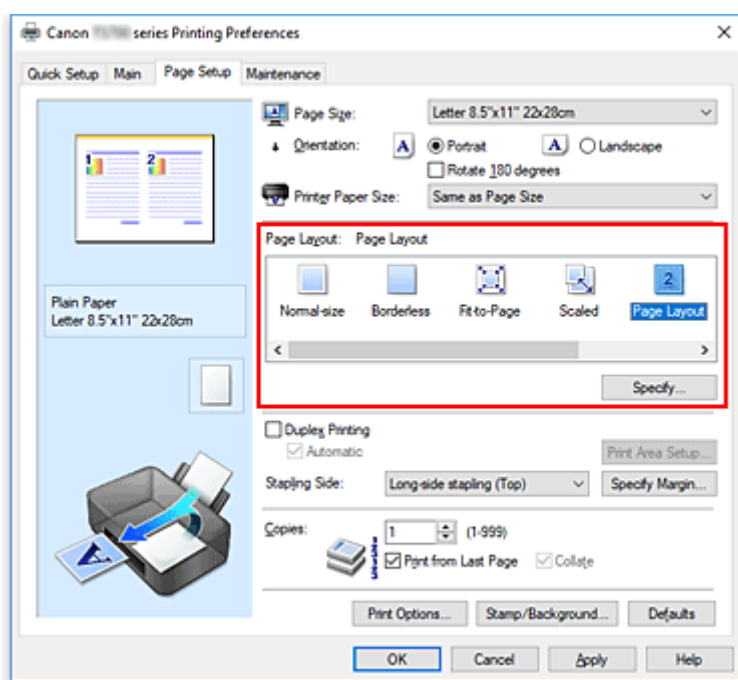 Canon series Printing Preferences
Quick Setup Main Page Setup Maintenance
Page Size: Letter 8.5"x11" 22x28cm
Orientation: A Portrait A Landscape
Rotate 180 degrees
Printer Paper Size: Same as Page Size
1 2
Page Layout: Page Layout
2
Normal-size Borderless Fit-to-Page Scaled Page Layout
Plain Paper
Letter 8.5"x11" 22x28cm
Specify...
Duplex Printing
Automatic Print Area Setup...
Stapling Side: Long-side stapling (Top) Specify Margin...
Copies: 1 (1-999)
Print from Last Page Collate
A
Print Options... Stamp/Background... Defaults
OK Cancel Apply Help